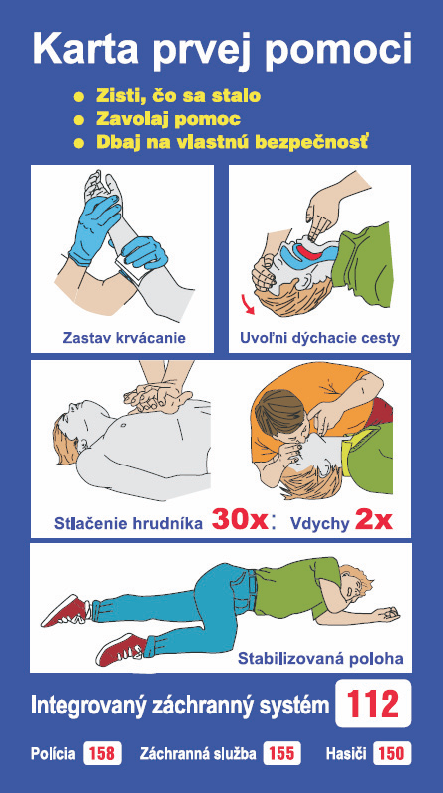 Karta prvej pomoci
• Zisti, čo sa stalo
• Zavolaj pomoc
• Dbaj na vlastnú bezpečnosť
Zastav krvácanie
Uvoľni dýchacie cesty
Stlačenie hrudníka 30x: Vdychy 2x
Stabilizovaná poloha
Integrovaný záchranný systém 112
Polícia 158 Záchranná služba 155 Hasiči 150